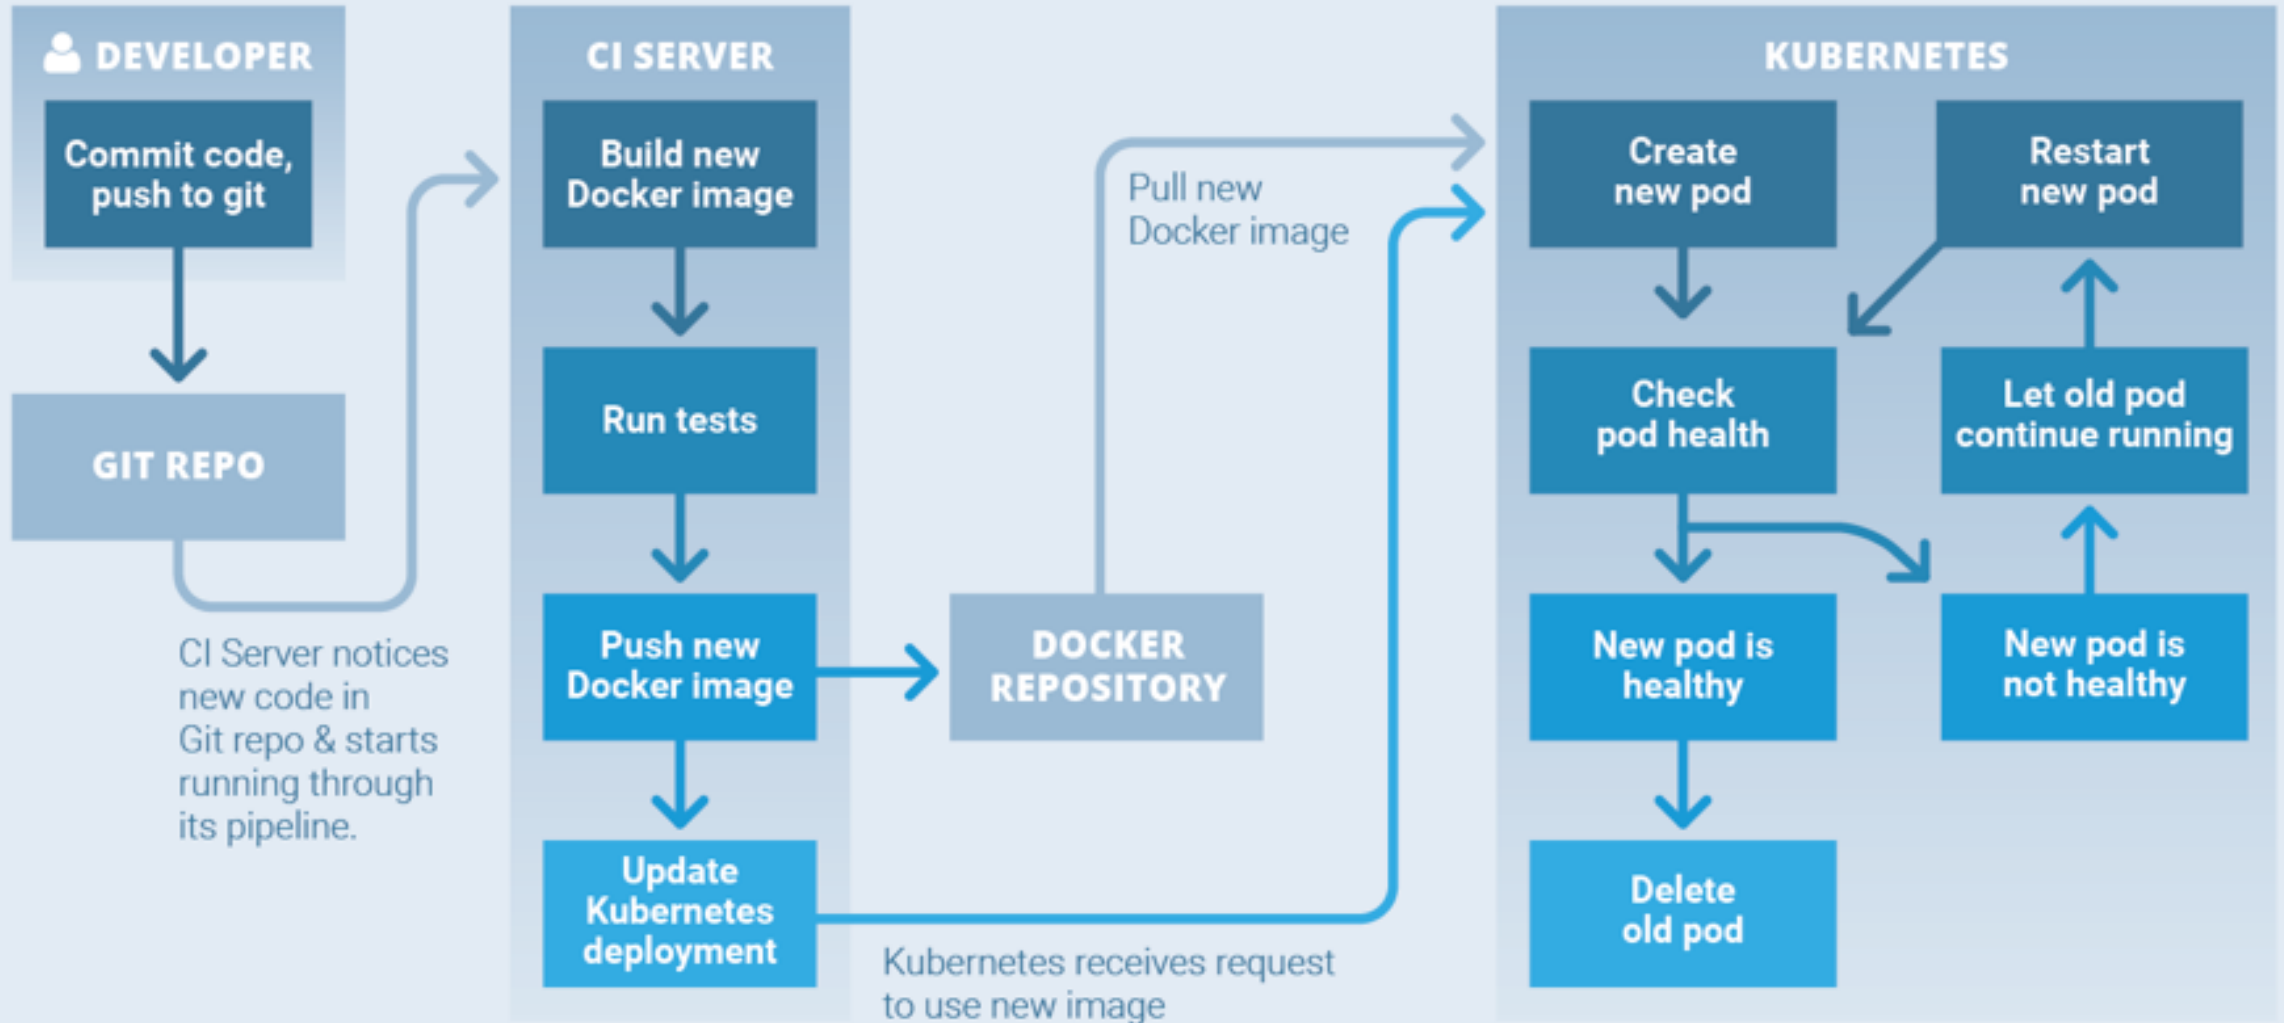 DEVELOPER
Commit code,
push to git
GIT REPO
CI Server notices
new code in
Git repo & starts
running through
its pipeline.
CI SERVER
Build new
Docker image
Run tests
Push new
Docker image
Update
Kubernetes
deployment
DOCKER
REPOSITORY
Pull new
Docker image
Kubernetes receives request
to use new image
KUBERNETES
Create
new pod
Restart
new pod
Check
pod health
Let old pod
continue running
New pod is
healthy
New pod is
not healthy
Delete
old pod